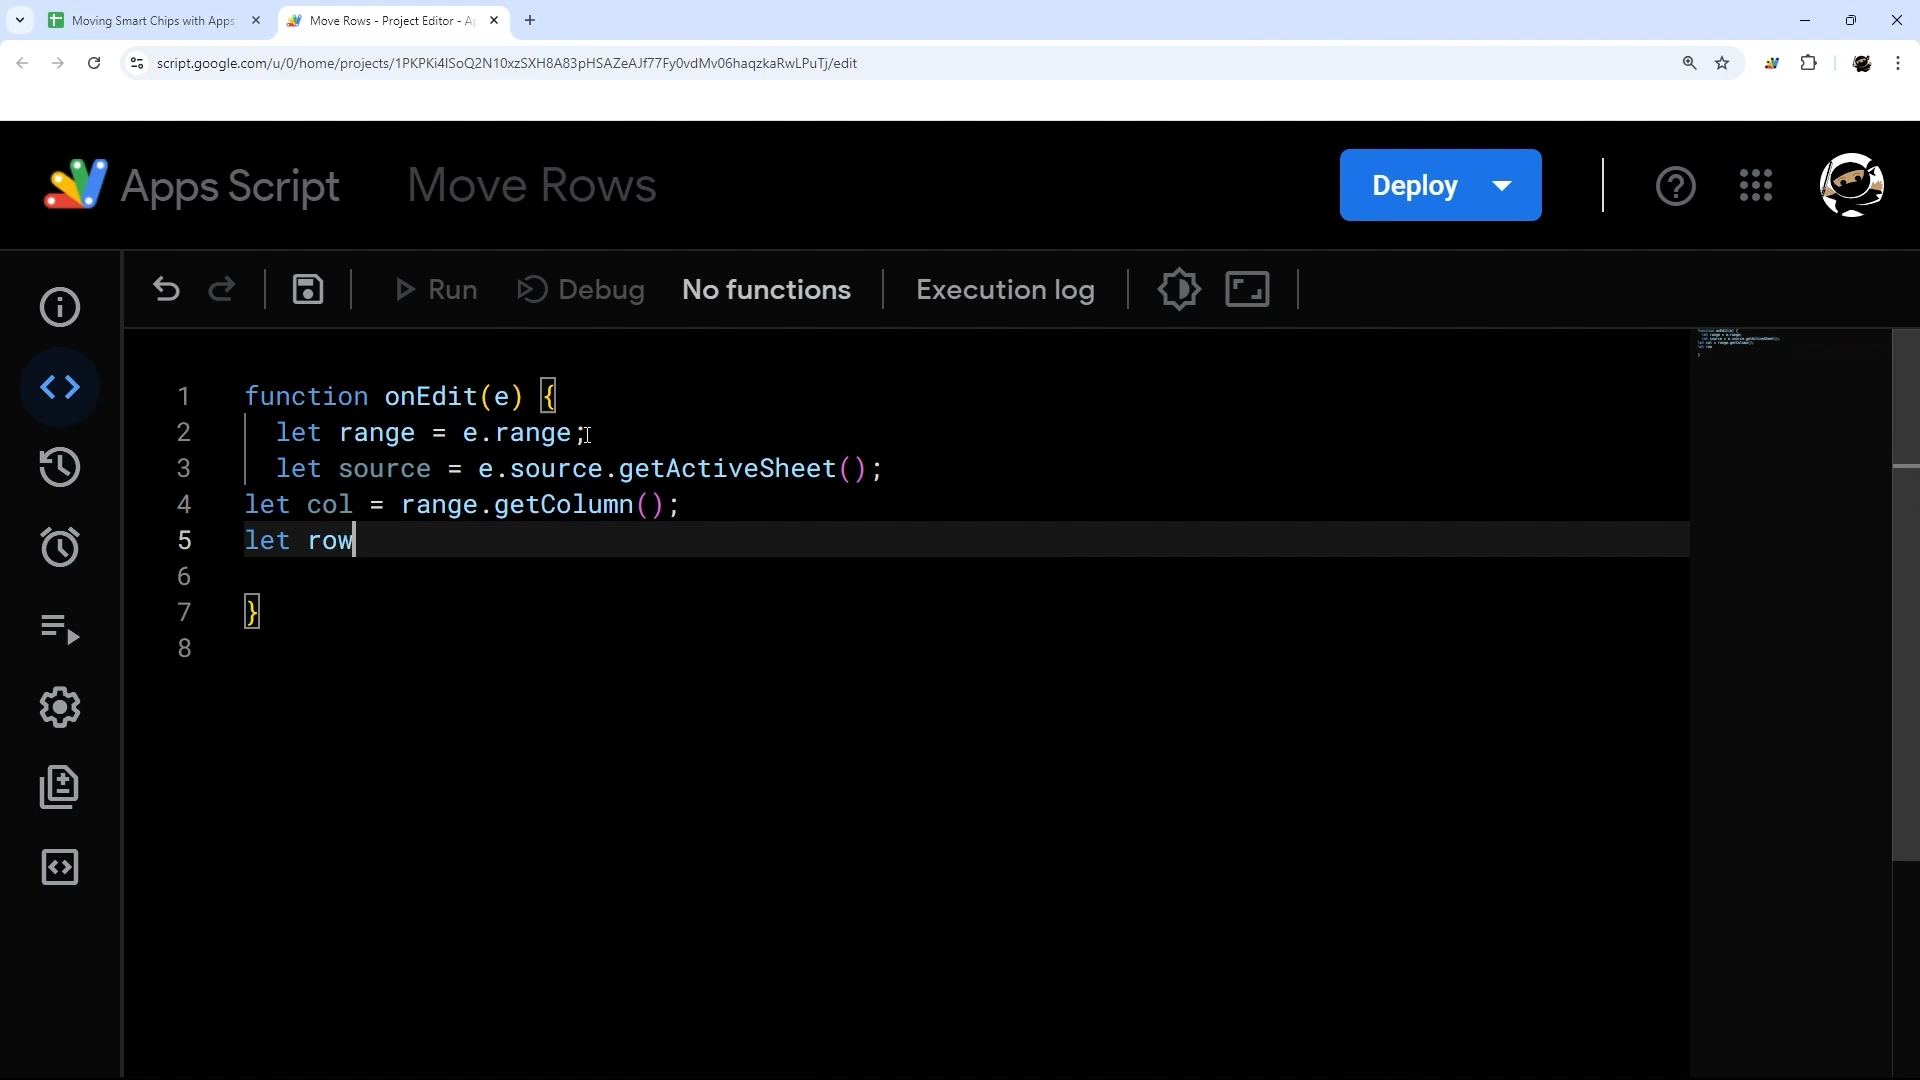 Moving Smart Chips with Apps
Move Rows - Project Editor - A
script.google.com/u/0/home/projects/1PKPKi4ISoQ2N10xzSXH8A83pHSAZeAJf77Fy0vdMv06haqzkaRwLPuTj/edit
Apps Script
Move Rows
Deploy
Run
Debug
No functions
Execution log
1 function onEdit(e) {
2 let range = e.range;
3 let source = e.source.getActiveSheet();
4 let col = range.getColumn();
5 let row
6
7 }
8